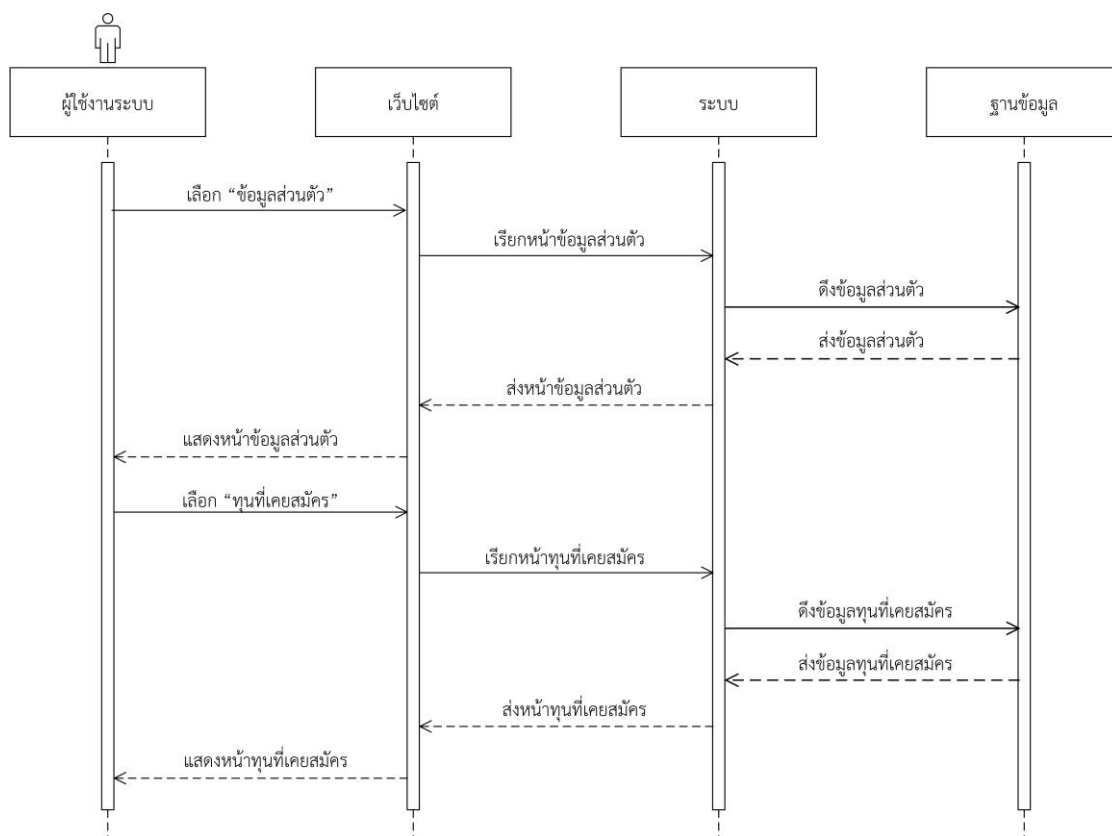 ผู้ใช้งานระบบ
เว็บไซต์
ระบบ
ฐานข้อมูล
เลือก “ข้อมูลส่วนตัว”
เรียกหน้าข้อมูลส่วนตัว
ดึงข้อมูลส่วนตัว
ส่งข้อมูลส่วนตัว
ส่งหน้าข้อมูลส่วนตัว
แสดงหน้าข้อมูลส่วนตัว
เลือก “ทุนที่เคยสมัคร”
เรียกหน้าทุนที่เคยสมัคร
ดึงข้อมูลทุนที่เคยสมัคร
ส่งข้อมูลทุนที่เคยสมัคร
ส่งหน้าทุนที่เคยสมัคร
แสดงหน้าทุนที่เคยสมัคร